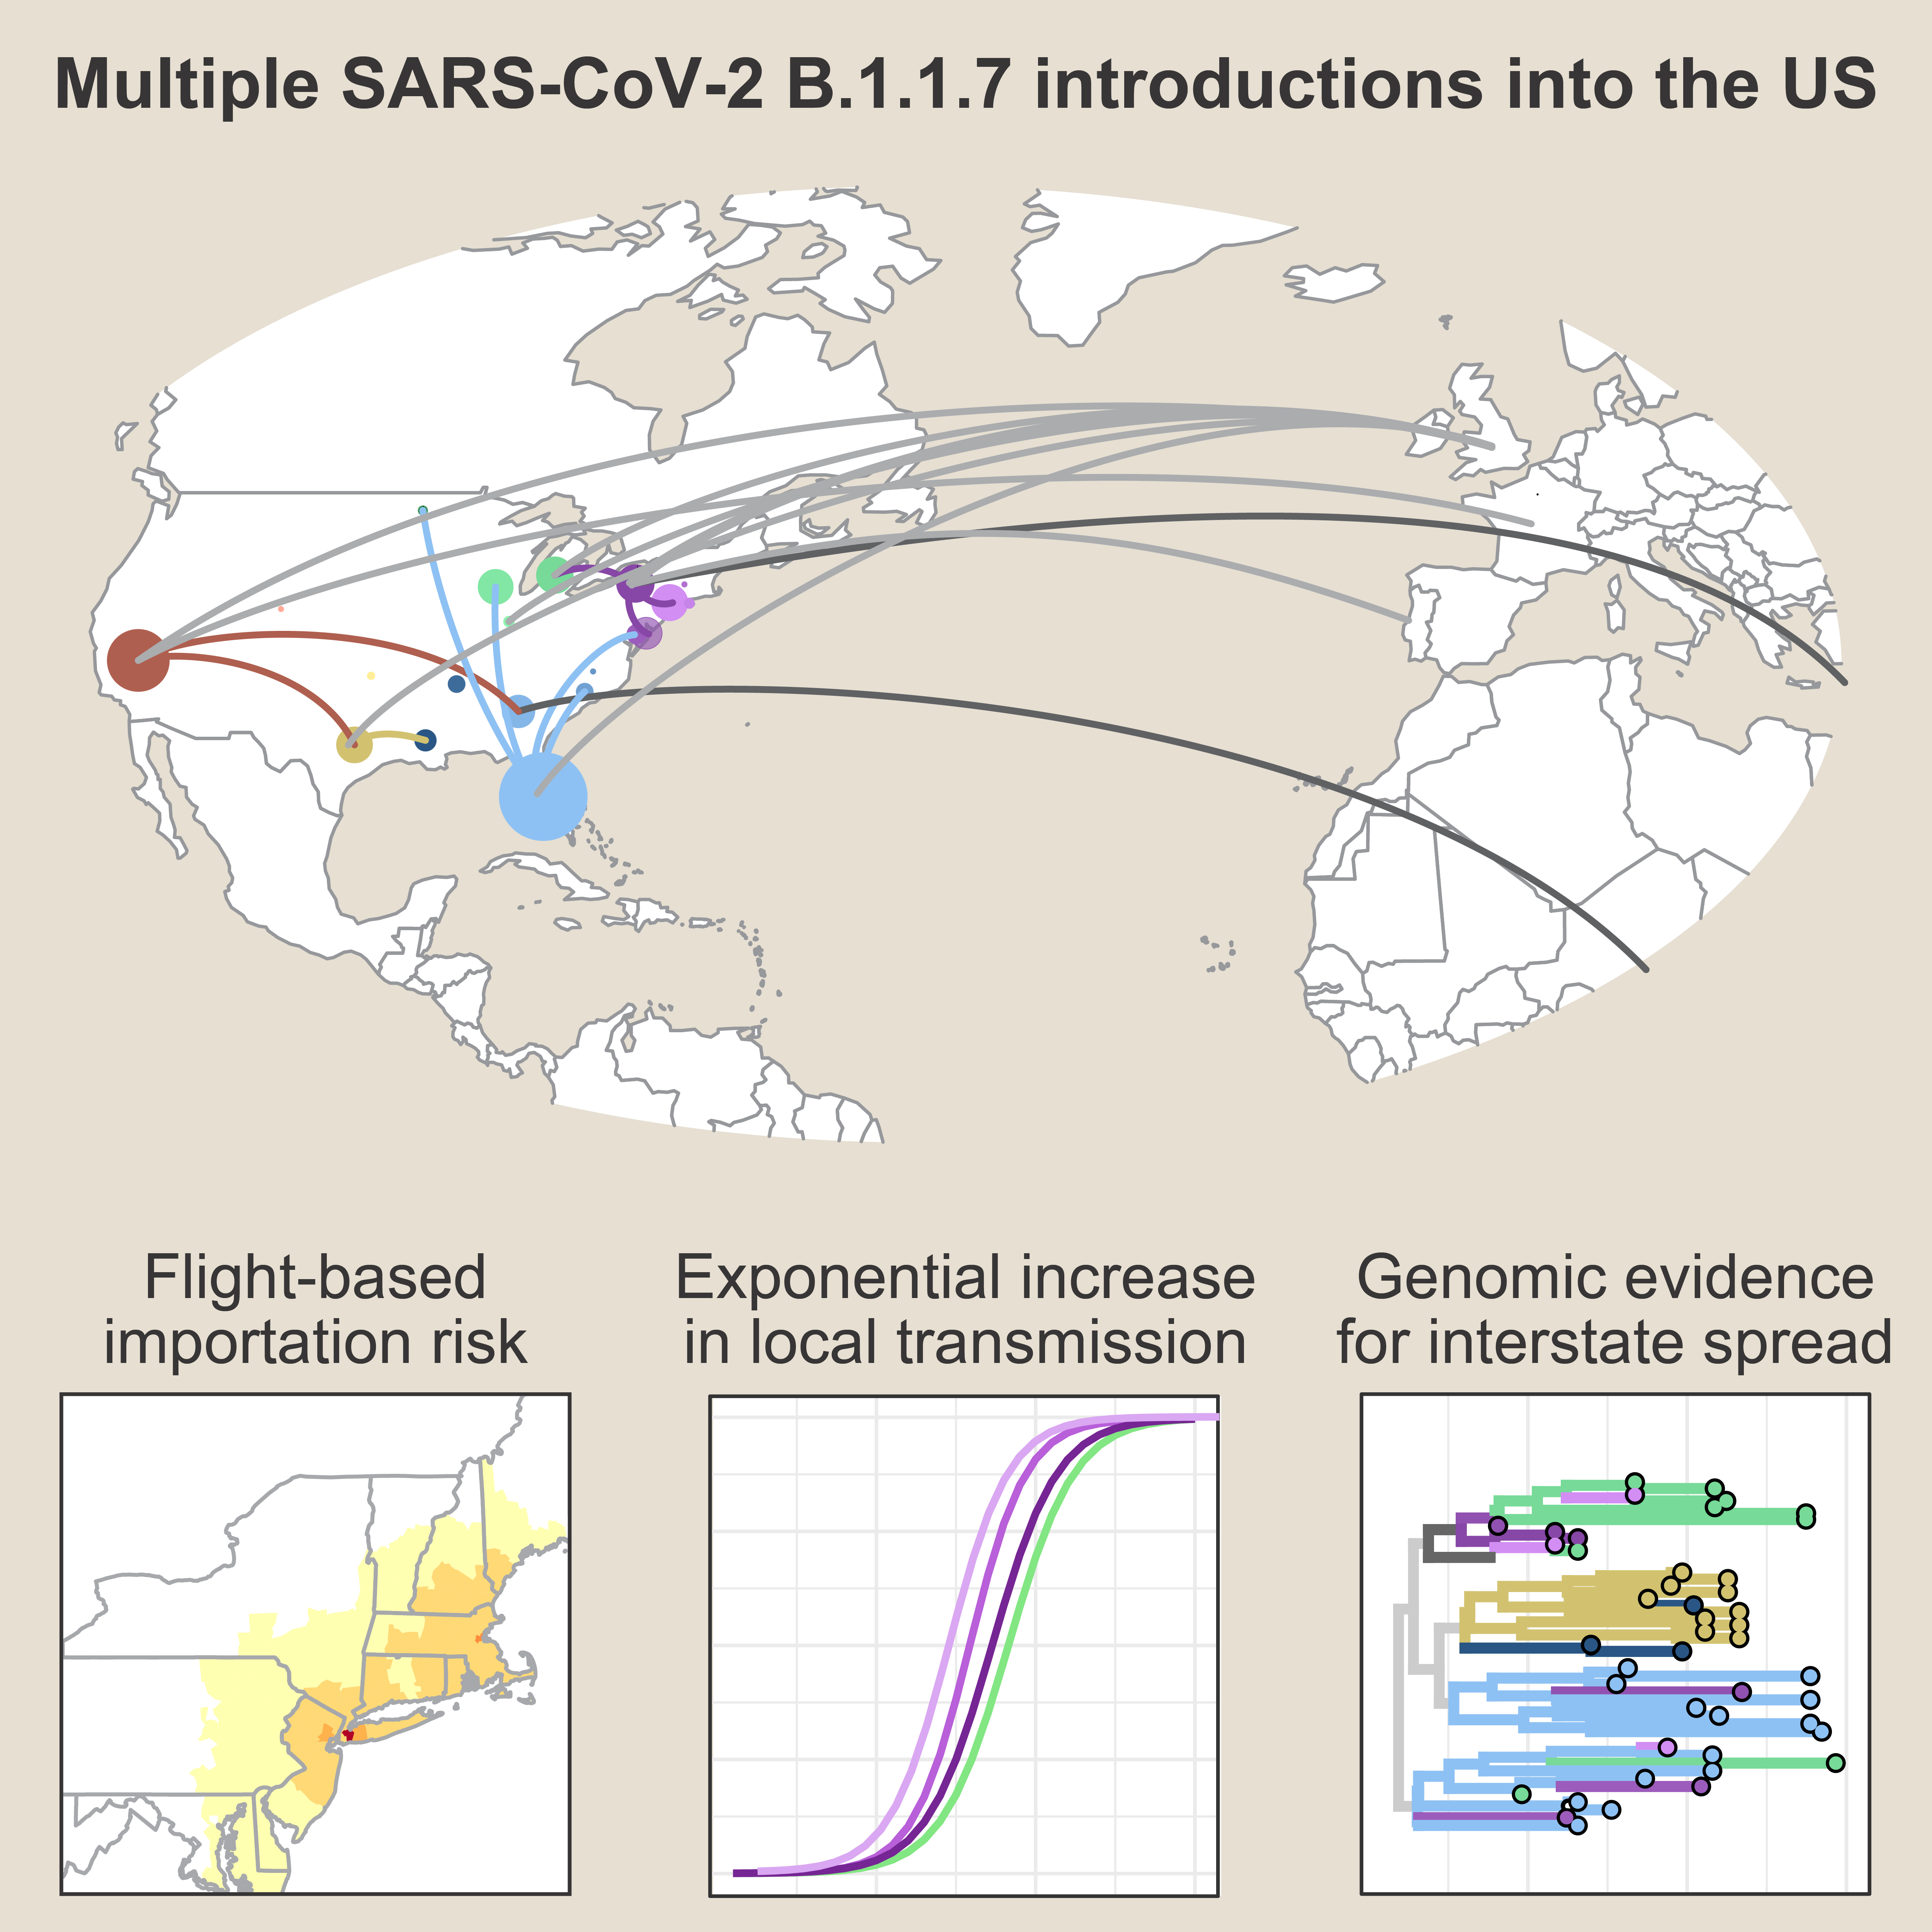 Multiple SARS-CoV-2 B.1.1.7 introductions into the US
Flight-based
importation risk
Exponential increase
in local transmission
Genomic evidence
for interstate spread